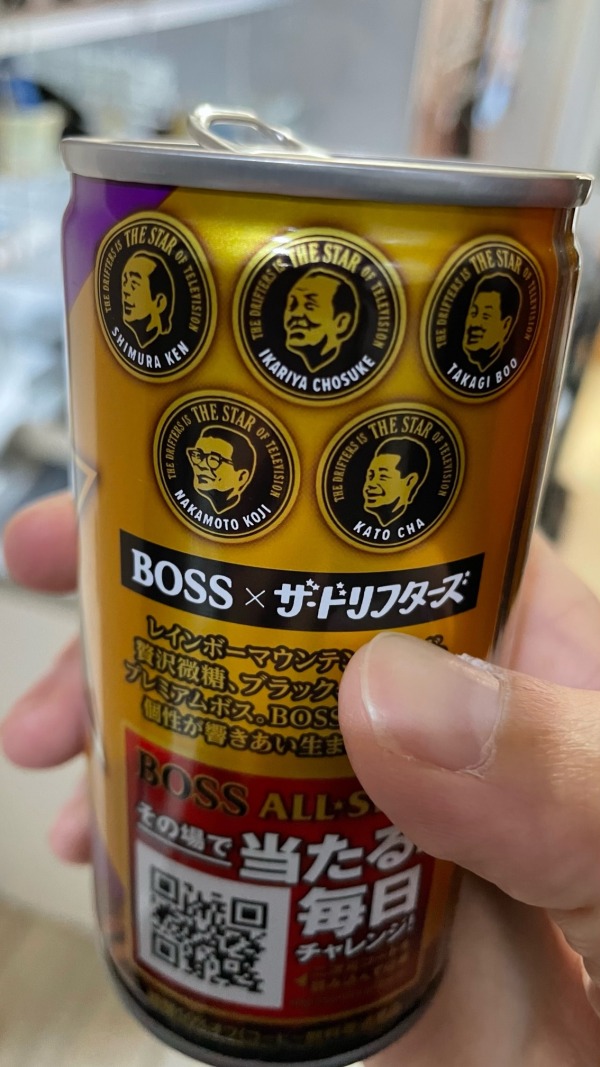 THE DRIFTERS IS THE STAR OF TELEVISION
SHIMURA KEN
THE DRIFTERS IS THE STAR OF TELEVISION
IKARIYA CHOSUKE
THE DRIFTERS IS THE STAR OF TELEVISION
TAKAGI BOO
THE DRIFTERS IS THE STAR OF TELEVISION
NAKAMOTO KOJI
THE DRIFTERS IS THE STAR OF TELEVISION
KATO CHA
BOSS × ザ・ドリフターズ
レインボーマウンテン
贅沢微糖、ブラック
プレミアムボス。BOSS
個性が響きあい生ま
BOSS ALL-S
その場で当たる
毎日
チャレンジ!